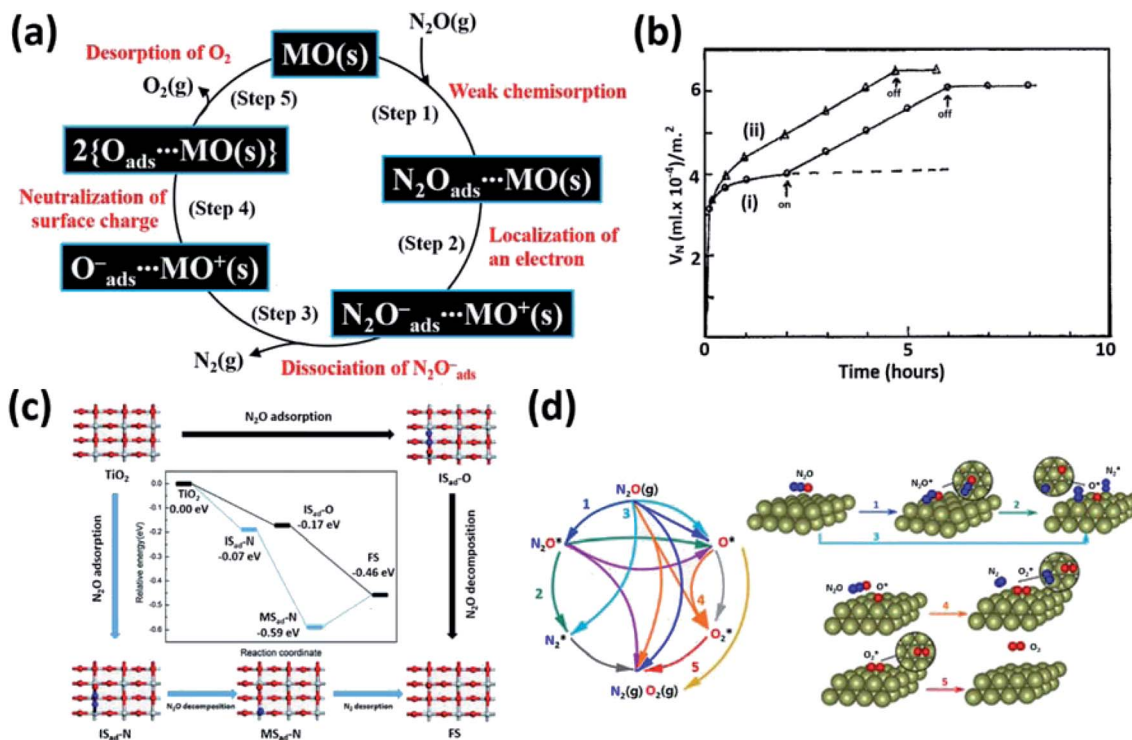 (a)
N₂O(g)
Desorption of O₂
MO(s)
O₂(g)
(Step 5)
(Step 1)
Weak chemisorption
2{Oads···MO(s)}
N₂Oads···MO(s)
Neutralization of
surface charge
(Step 4)
(Step 2)
Localization of
an electron
O⁻ads···MO⁺(s)
(Step 3)
N₂O⁻ads···MO⁺(s)
N₂(g)
Dissociation of N₂O⁻ads
(b)
V_N (ml.x 10⁻⁴)/m.²
6
4
2
0
5
10
(ii)
(i)
off
off
on
Time (hours)
(c)
N₂O adsorption
TiO₂
ISad-O
N₂O adsorption
N₂O decomposition
Relative energy(eV)
0.0
-0.1
-0.2
-0.3
-0.4
-0.5
-0.6
TiO₂
0.00 eV
ISad-O
-0.17 eV
ISad-N
-0.07 eV
FS
-0.46 eV
MSad-N
-0.59 eV
Reaction coordinate
N₂O decomposition
N₂ desorption
ISad-N
MSad-N
FS
(d)
N₂O(g)
1
3
N₂O*
O*
2
4
N₂*
O₂*
5
N₂(g) O₂(g)
N₂O
N₂O*
O*
N₂*
1
2
3
N₂O
O*
N₂
O₂*
4
O₂*
O₂
5